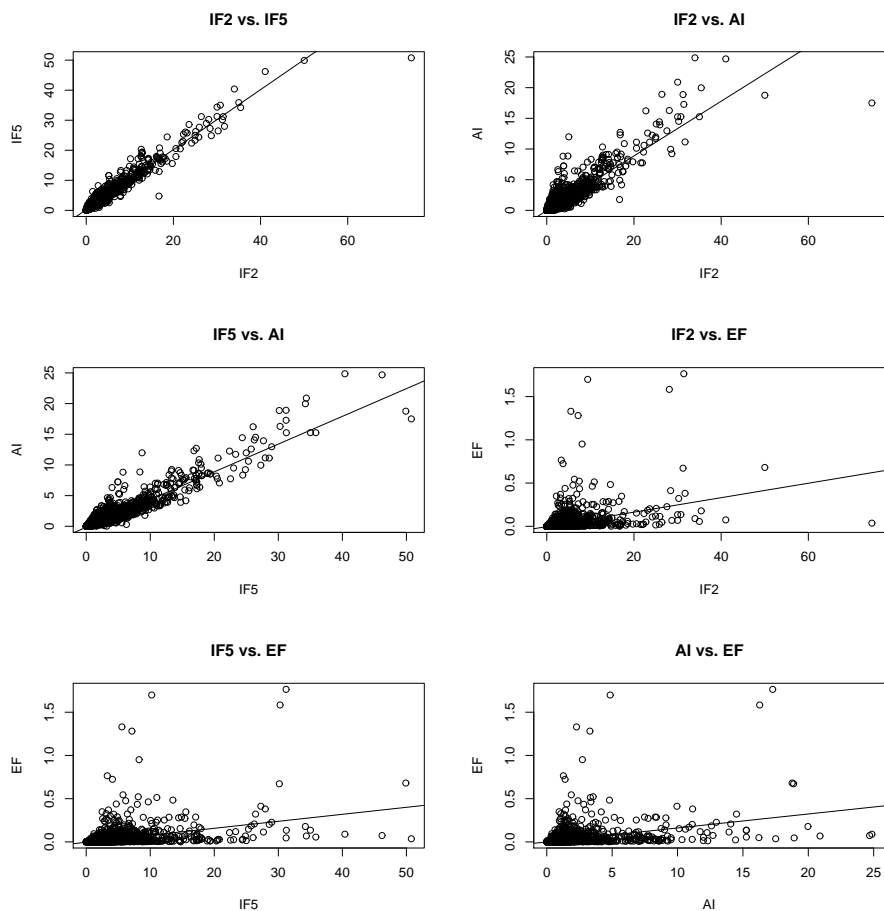 IF2 vs. IF5
IF5
0 10 20 30 40 50
0 20 40 60
IF2
IF2 vs. AI
AI
0 5 10 15 20 25
0 20 40 60
IF2
IF5 vs. AI
AI
0 5 10 15 20 25
0 10 20 30 40 50
IF5
IF2 vs. EF
EF
0.0 0.5 1.0 1.5
0 20 40 60
IF2
IF5 vs. EF
EF
0.0 0.5 1.0 1.5
0 10 20 30 40 50
IF5
AI vs. EF
EF
0.0 0.5 1.0 1.5
0 5 10 15 20 25
AI